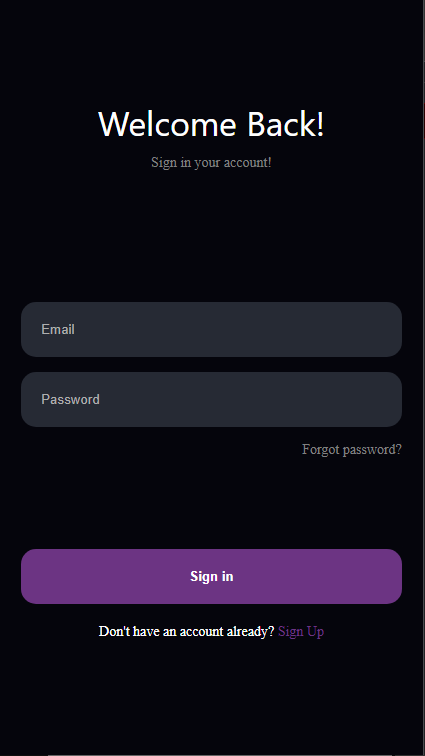 Welcome Back!
Sign in your account!
Email
Password
Forgot password?
Sign in
Don't have an account already? Sign Up